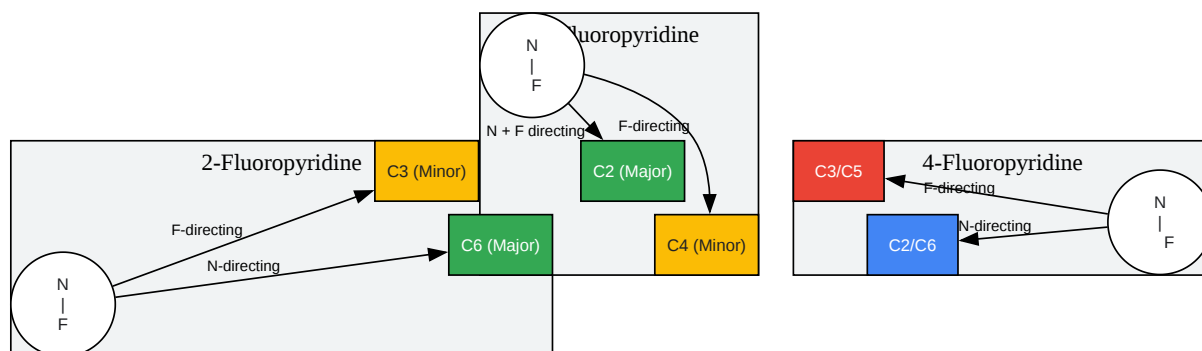 2-Fluoropyridine
N
|
F
F-directing
N-directing
C3 (Minor)
C6 (Major)
luoropyridine
N
|
F
N + F directing
F-directing
C2 (Major)
C4 (Minor)
4-Fluoropyridine
N
|
F
F-directing
N-directing
C3/C5
C2/C6